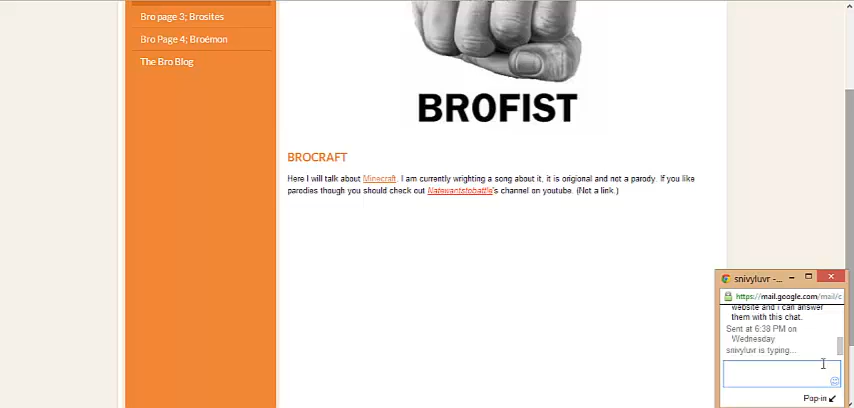 Bro page 3; Brosites
Bro Page 4; Broémon
The Bro Blog
BROFIST
BROCRAFT
Here I will talk about Minecraft. I am currently wrighting a song about it, it is origional and not a parody. If you like
parodies though you should check out Natewantstobattle's channel on youtube. (Not a link.)
snivyluvr -...
https://mail.google.com/mail/c
website and i can answer
them with this chat.
Sent at 6:38 PM on
Wednesday
snivyluvr is typing...
Pop-in